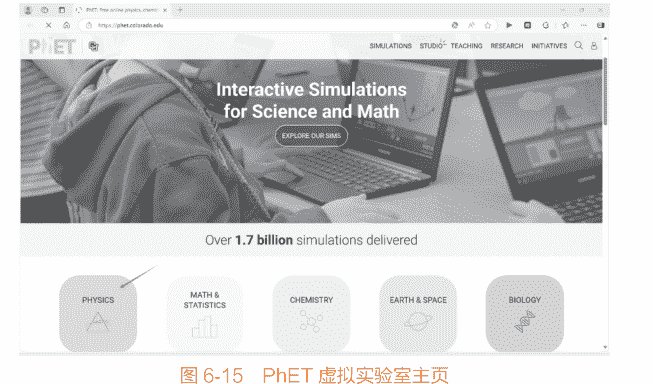 PhET: Free online physics, chemis
https://phet.colorado.edu
PhET
SIMULATIONS STUDIO TEACHING RESEARCH INITIATIVES
Interactive Simulations
for Science and Math
EXPLORE OUR SIMS
Over 1.7 billion simulations delivered
PHYSICS
MATH &
STATISTICS
CHEMISTRY
EARTH & SPACE
BIOLOGY
图 6-15 PhET 虚拟实验室主页